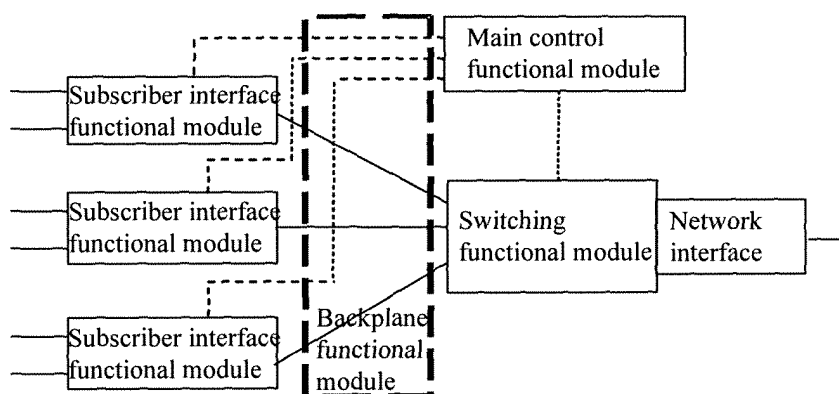 Main control
functional module
Subscriber interface
functional module
Subscriber interface
functional module
Switching
functional module
Network
interface
Subscriber interface
functional module
Backplane
functional
module